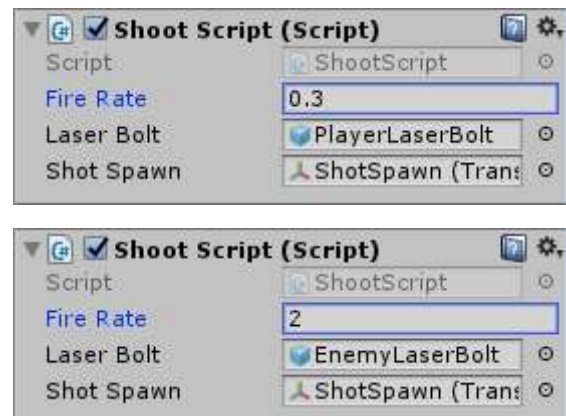 Shoot Script (Script)
Script ShootScript
Fire Rate 0.3
Laser Bolt PlayerLaserBolt
Shot Spawn ShotSpawn (Trans
Shoot Script (Script)
Script ShootScript
Fire Rate 2
Laser Bolt EnemyLaserBolt
Shot Spawn ShotSpawn (Trans